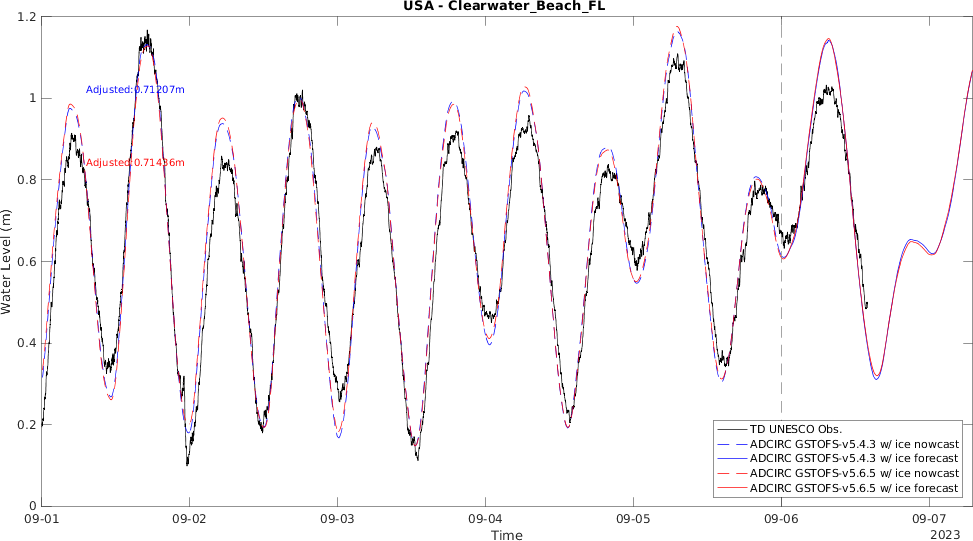 USA - Clearwater_Beach_FL
1.2
1
0.8
0.6
0.4
0.2
0
Water Level (m)
Adjusted:0.71207m
Adjusted:0.71436m
TD UNESCO Obs.
ADCIRC GSTOFS-v5.4.3 w/ ice nowcast
ADCIRC GSTOFS-v5.4.3 w/ ice forecast
ADCIRC GSTOFS-v5.6.5 w/ ice nowcast
ADCIRC GSTOFS-v5.6.5 w/ ice forecast
09-01 09-02 09-03 09-04 09-05 09-06 09-07
Time
2023